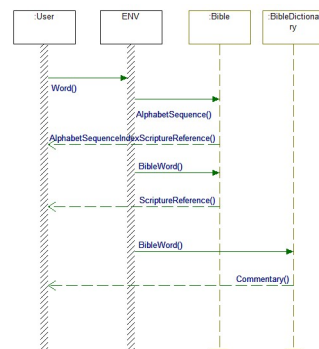 :User
ENV
:Bible
:BibleDictiona
ry
Word()
AlphabetSequence()
AlphabetSequenceIndexScriptureReference()
BibleWord()
ScriptureReference()
BibleWord()
Commentary()